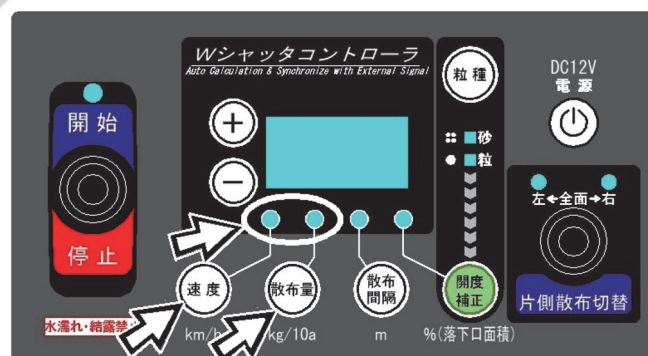 Wシャッタコントローラ
Auto Calculation & Synchronize with External Signal
粒種
DC12V
電源
開始
停止
+
−
砂
粒
左←全面→右
片側散布切替
速度
散布量
散布
間隔
開度
補正
水濡れ・結露禁
km/h
kg/10a
m
%(落下口面積)